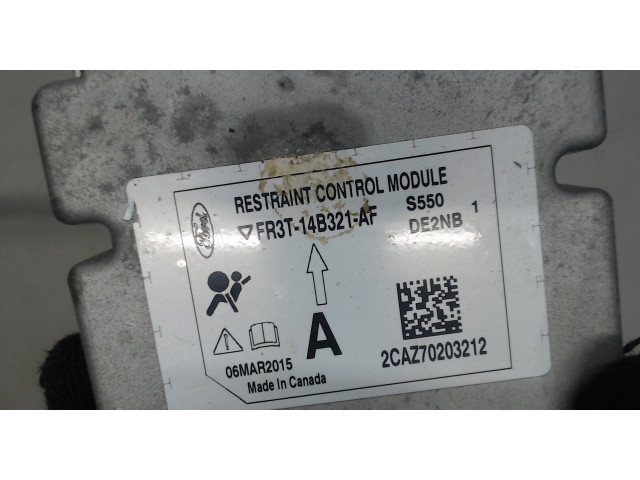 RESTRAINT CONTROL MODULE
Ford
FR3T-14B321-AF
S550
DE2NB 1
A
06MAR2015
Made In Canada
2CAZ70203212